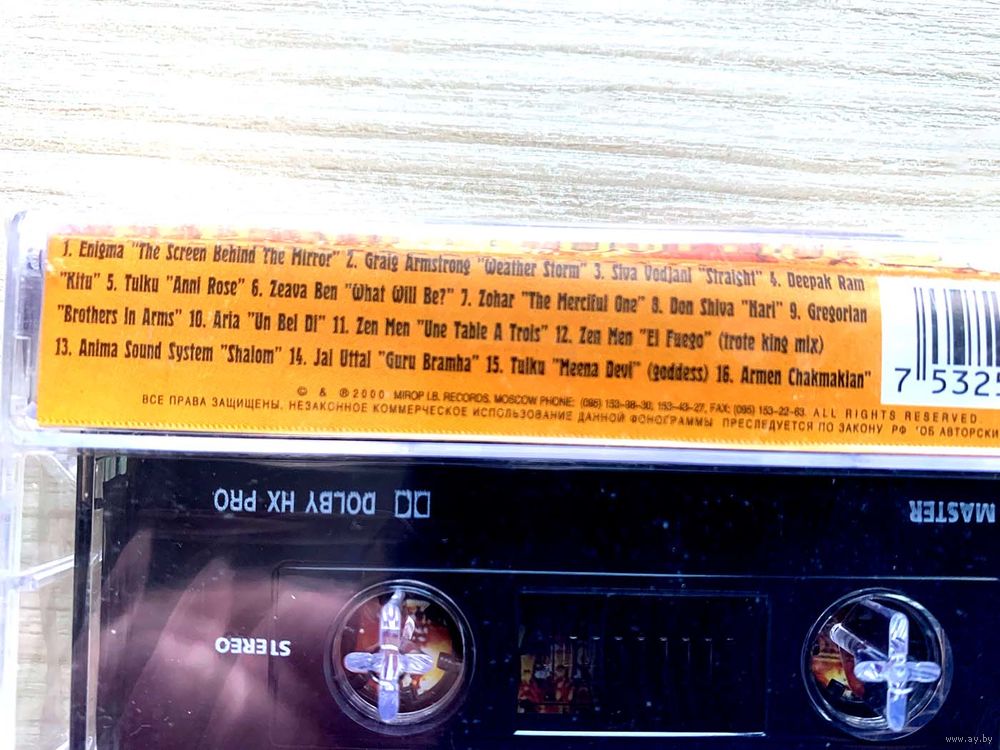 1. Enigma "The Screen Behind The Mirror" 2. Graig Armstrong "Weather Storm" 3. Siva Vodjani "Straight" 4. Deepak Ram
"Kitu" 5. Tulku "Anni Rose" 6. Zeava Ben "What Will Be?" 7. Zohar "The Merciful One" 8. Don Shiva "Nari" 9. Gregorian
"Brothers In Arms" 10. Aria "Un Bel Di" 11. Zen Men "Une Table A Trois" 12. Zen Men "El Fuego" (trote king mix)
13. Anima Sound System "Shalom" 14. Jai Uttal "Guru Bramha" 15. Tulku "Meena Devi" (goddess) 16. Armen Chakmakian"
7 5325
© & ℗2000 MIROP LB. RECORDS. MOSCOW PHONE: (095) 153-98-30, 153-43-27, FAX: (095) 153-22-63. ALL RIGHTS RESERVED
ВСЕ ПРАВА ЗАЩИЩЕНЫ. НЕЗАКОННОЕ КОММЕРЧЕСКОЕ ИСПОЛЬЗОВАНИЕ ДАННОЙ ФОНОГРАММЫ ПРЕСЛЕДУЕТСЯ ПО ЗАКОНУ РФ "ОБ АВТОРСКИ
DOLBY HX PRO
MASTER
STEREO
www.ay.by